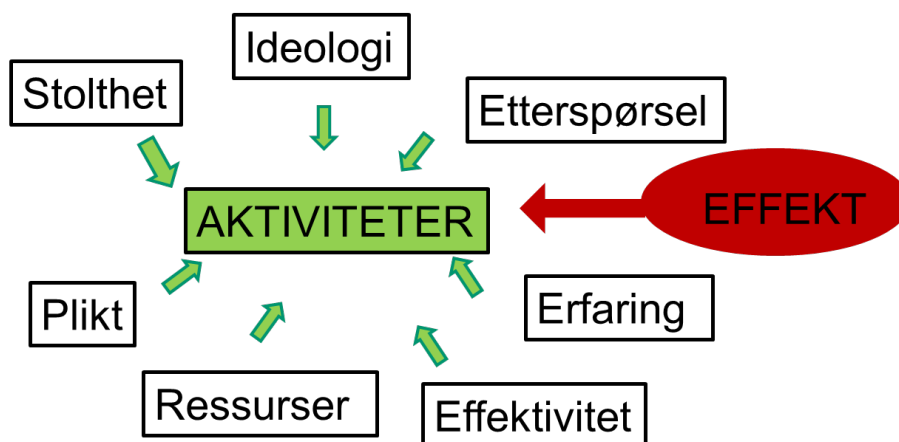 Ideologi
Stolthet
Etterspørsel
AKTIVITETER
EFFEKT
Plikt
Erfaring
Ressurser
Effektivitet